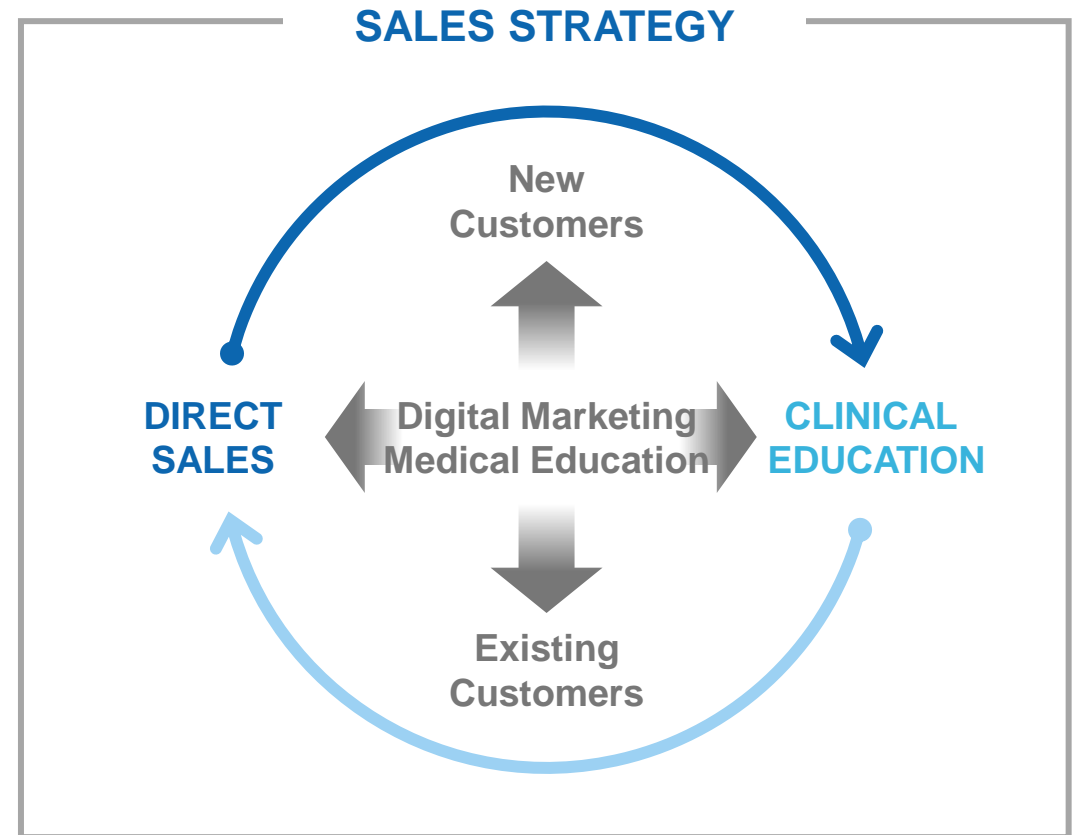 SALES STRATEGY
New
Customers
DIRECT
SALES
Digital Marketing
Medical Education
CLINICAL
EDUCATION
Existing
Customers